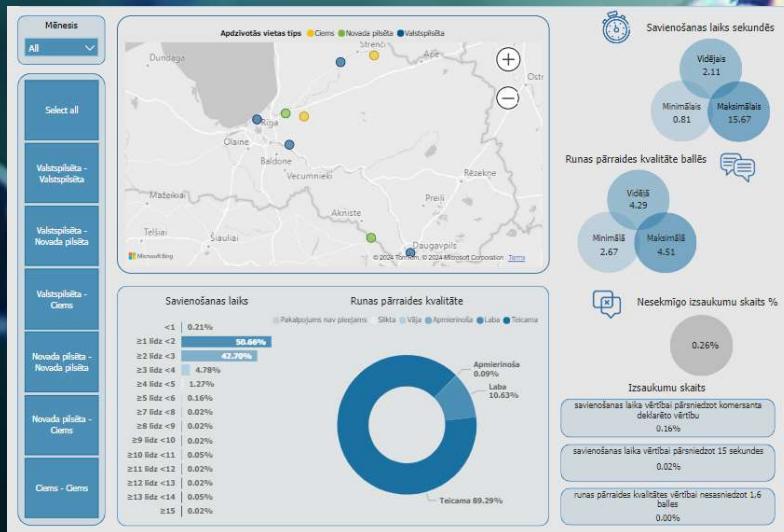 Mēnesis
All
Select all
Valstspilsēta -
Valstspilsēta
Valstspilsēta -
Novada pilsēta
Valstspilsēta -
Ciems
Novada pilsēta -
Novada pilsēta
Novada pilsēta -
Ciems
Ciems - Ciems
Apdzīvotās vietas tips Ciems Novada pilsēta Valstspilsēta
Strenči
Dundaga
Ape
Ostr
Rīga
Olaine
Baldone
Vecumnieki
Rēzekne
Mažeikiai
Preiļi
Akniste
Telšiai
Šiauliai
Daugavpils
Microsoft Bing
© 2024 TomTom, © 2024 Microsoft Corporation Terms
Savienošanas laiks
<1 0.21%
≥1 līdz <2 50.66%
≥2 līdz <3 42.70%
≥3 līdz <4 4.78%
≥4 līdz <5 1.27%
≥5 līdz <6 0.16%
≥7 līdz <8 0.02%
≥8 līdz <9 0.02%
≥9 līdz <10 0.02%
≥10 līdz <11 0.05%
≥11 līdz <12 0.02%
≥12 līdz <13 0.02%
≥13 līdz <14 0.05%
≥15 0.02%
Runas pārraides kvalitāte
Pakalpojums nav pieejams Slikta Vāja Apmierinoša Laba Teicama
Apmierinoša
0.09%
Laba
10.63%
Teicama 89.29%
Savienošanas laiks sekundēs
Vidējais
2.11
Minimālais
0.81
Maksimālais
15.67
Runas pārraides kvalitāte ballēs
Vidējā
4.29
Minimālā
2.67
Maksimālā
4.51
Nesekmīgo izsaukumu skaits %
0.26%
Izsaukumu skaits
savienošanas laika vērtībai pārsniedzot komersanta
deklarēto vērtību
0.16%
savienošanas laika vērtībai pārsniedzot 15 sekundes
0.02%
runas pārraides kvalitātes vērtībai nesasniedzot 1,6
balles
0.00%